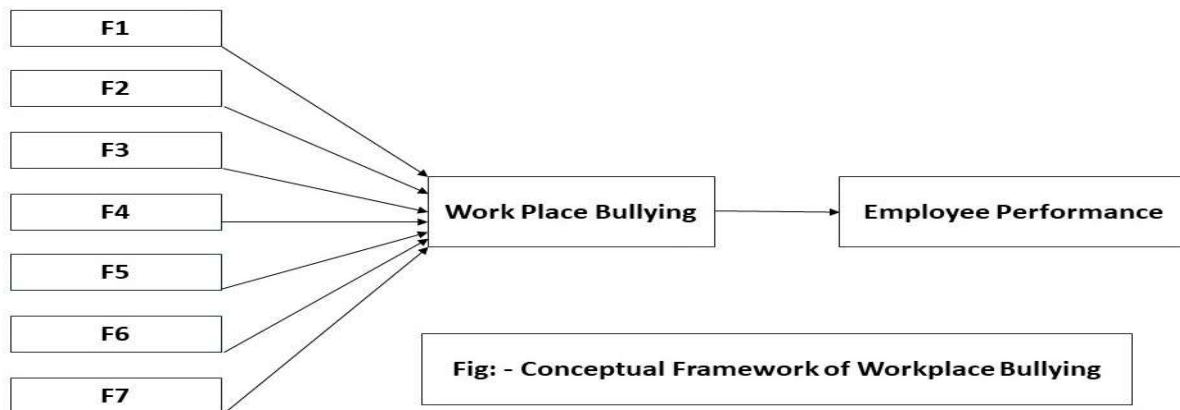 F1
F2
F3
F4
F5
F6
F7
Work Place Bullying
Employee Performance
Fig: - Conceptual Framework of Workplace Bullying